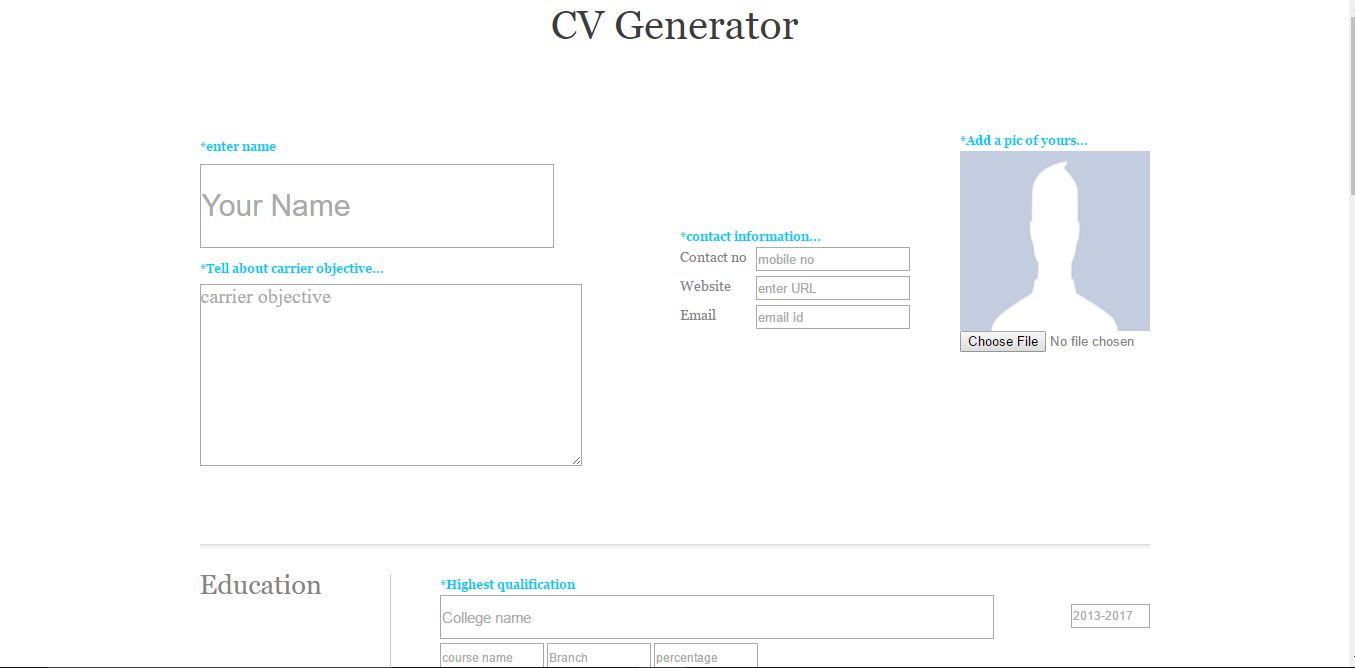 CV Generator
*enter name
Your Name
*Tell about carrier objective...
carrier objective
*contact information...
Contact no mobile no
Website enter URL
Email email id
*Add a pic of yours...
Choose File No file chosen
Education
*Highest qualification
College name 2013-2017
course name Branch percentage